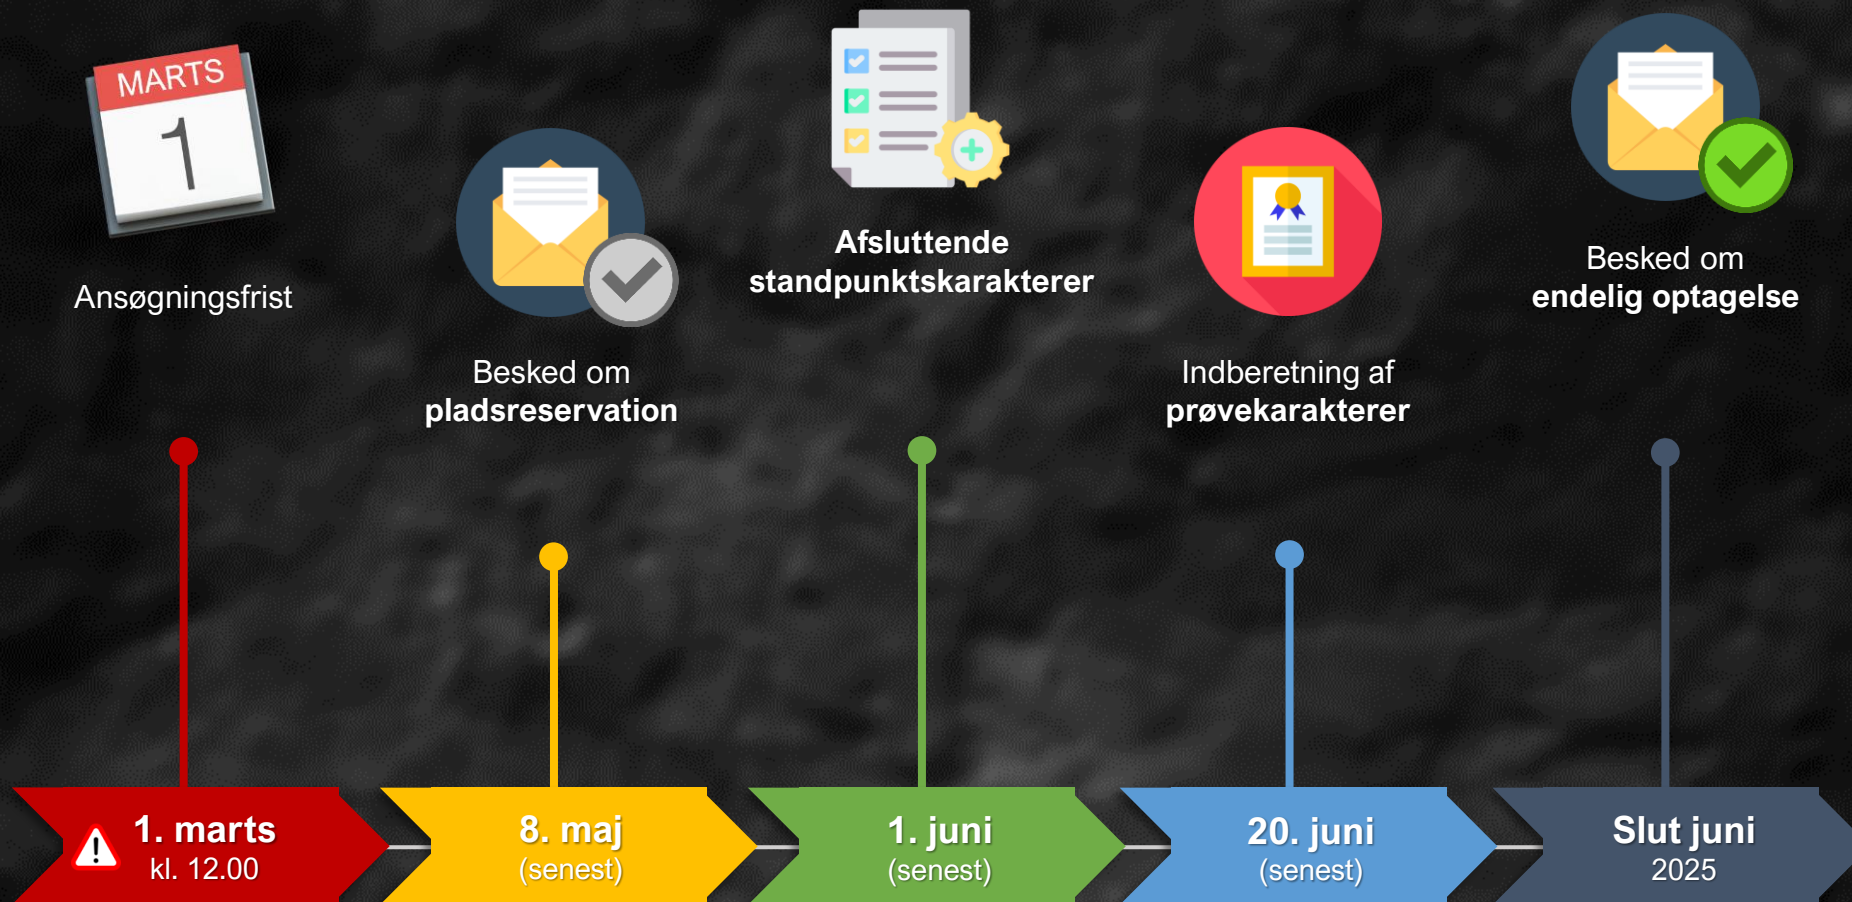 MARTS
1
Ansøgningsfrist
Besked om
pladsreservation
Afsluttende
standpunktskarakterer
Indberetning af
prøvekarakterer
Besked om
endelig optagelse
1. marts
kl. 12.00
8. maj
(senest)
1. juni
(senest)
20. juni
(senest)
Slut juni
2025